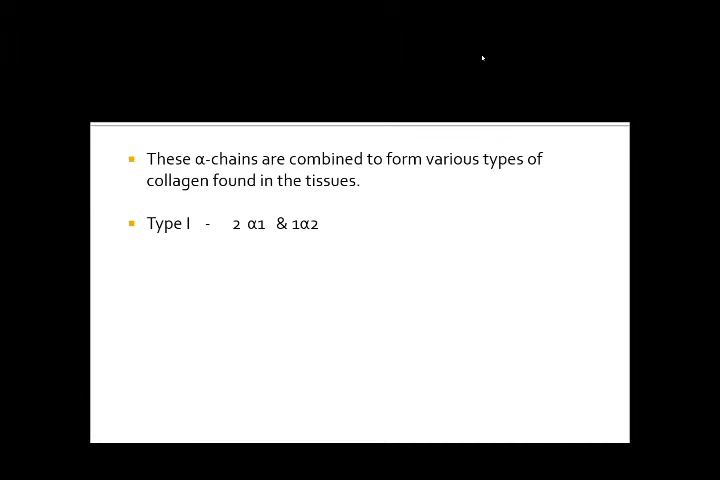 These α-chains are combined to form various types of
collagen found in the tissues.
Type I - 2 α1 & 1α2